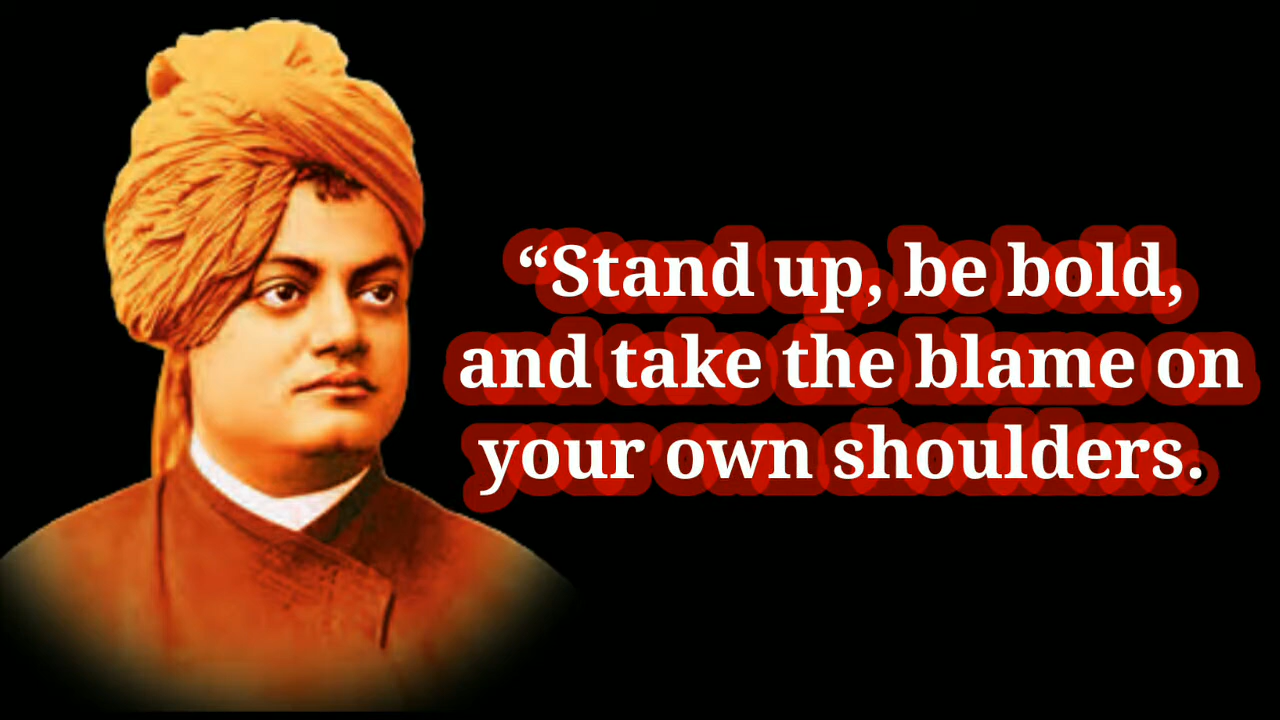 “Stand up, be bold,
and take the blame on
your own shoulders.